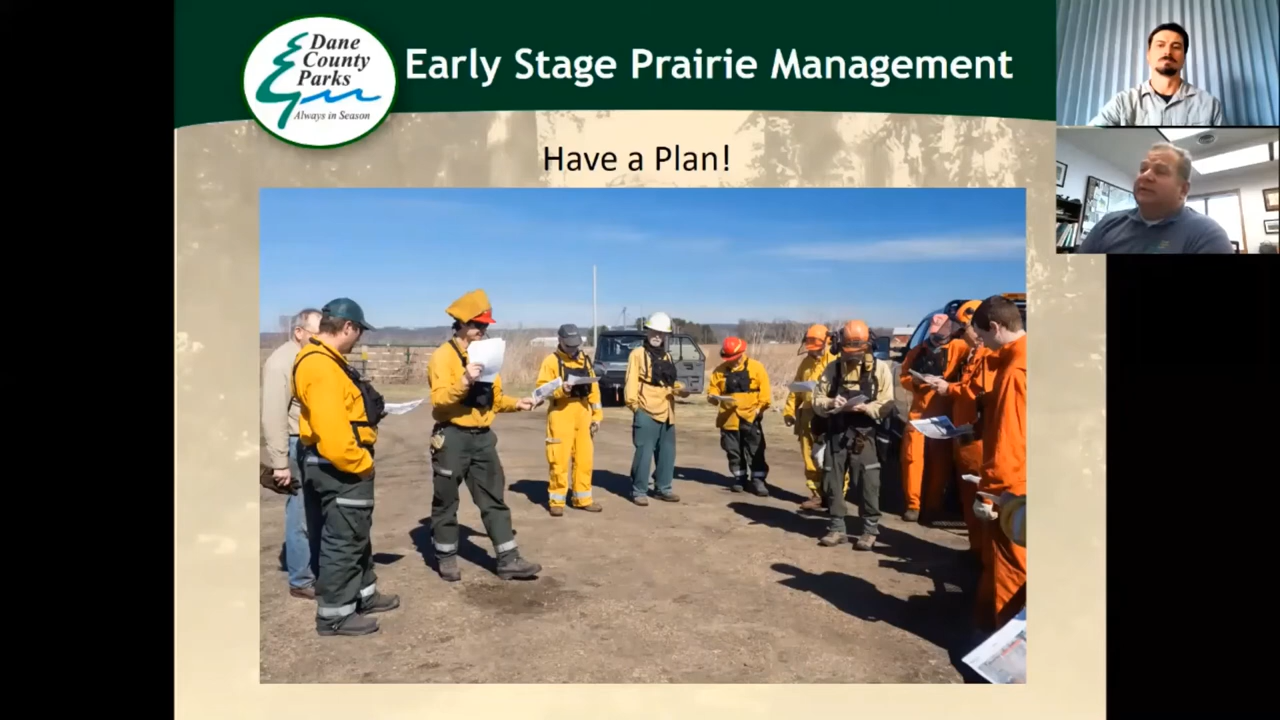 Dane
County
Parks
Always in Season
Early Stage Prairie Management
Have a Plan!